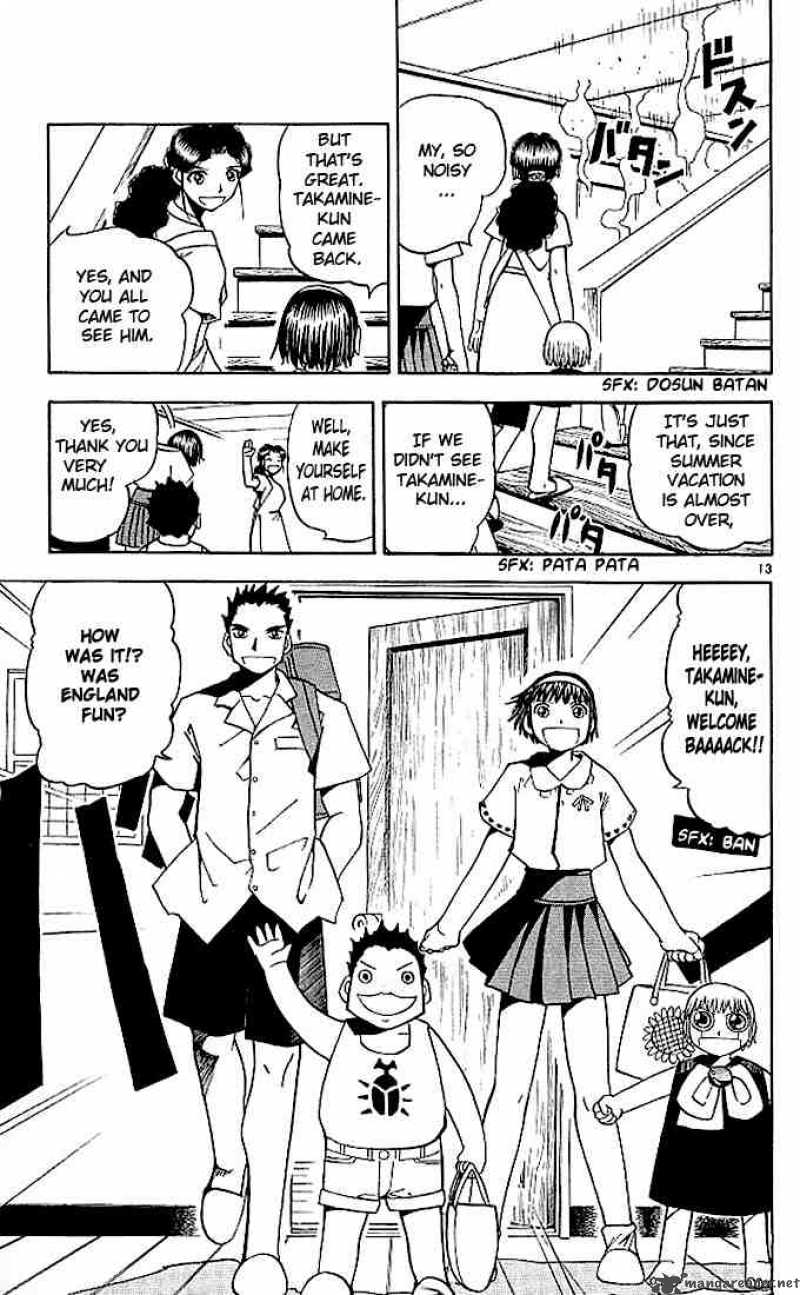 ドスン
バタン
MY, SO
NOISY
...
SFX: DOSUN BATAN
BUT
THAT'S
GREAT.
TAKAMINE-
KUN
CAME
BACK.
YES, AND
YOU ALL
CAME TO
SEE HIM.
IT'S JUST
THAT, SINCE
SUMMER
VACATION
IS ALMOST
OVER,
パタ
パタ
IF WE
DIDN'T SEE
TAKAMINE-
KUN...
SFX: PATA PATA
WELL,
MAKE
YOURSELF
AT HOME.
YES,
THANK YOU
VERY
MUCH!
13
HEEEEY,
TAKAMINE-
KUN,
WELCOME
BAAAACK!!
SFX: BAN
HOW
WAS IT!?
WAS
ENGLAND
FUN?